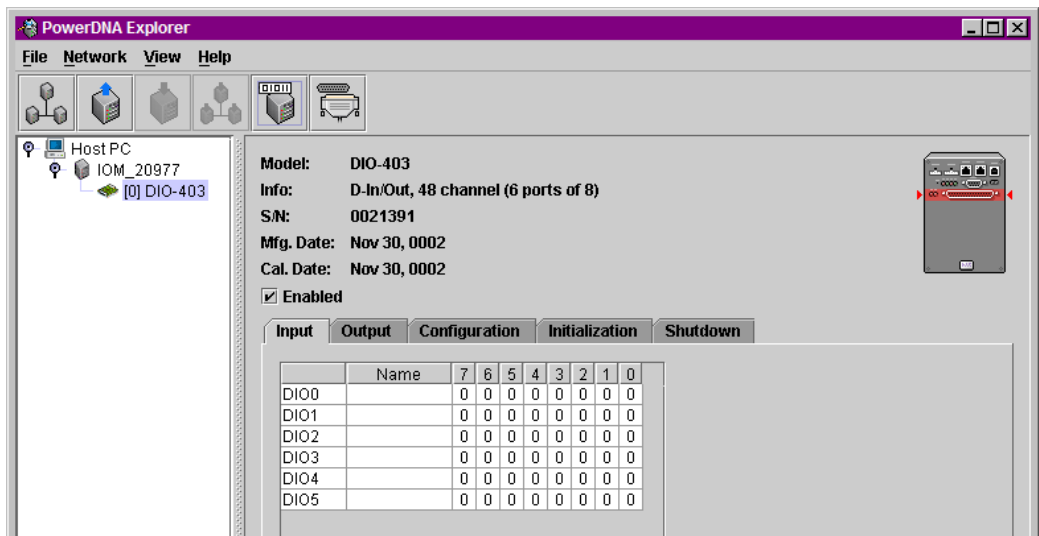 PowerDNA Explorer
File Network View Help
Host PC
IOM_20977
[0] DIO-403
Model: DIO-403
Info: D-In/Out, 48 channel (6 ports of 8)
S/N: 0021391
Mfg. Date: Nov 30, 0002
Cal. Date: Nov 30, 0002
Enabled
Input Output Configuration Initialization Shutdown
Name 7 6 5 4 3 2 1 0
DIO0 0 0 0 0 0 0 0 0
DIO1 0 0 0 0 0 0 0 0
DIO2 0 0 0 0 0 0 0 0
DIO3 0 0 0 0 0 0 0 0
DIO4 0 0 0 0 0 0 0 0
DIO5 0 0 0 0 0 0 0 0